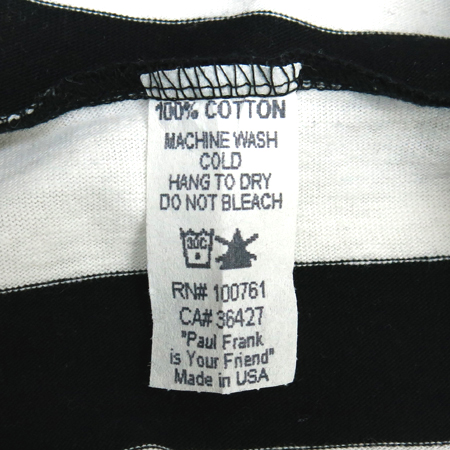 100% COTTON
MACHINE WASH
COLD
HANG TO DRY
DO NOT BLEACH
30C
RN# 100761
CA# 36427
"Paul Frank
is Your Friend"
Made in USA